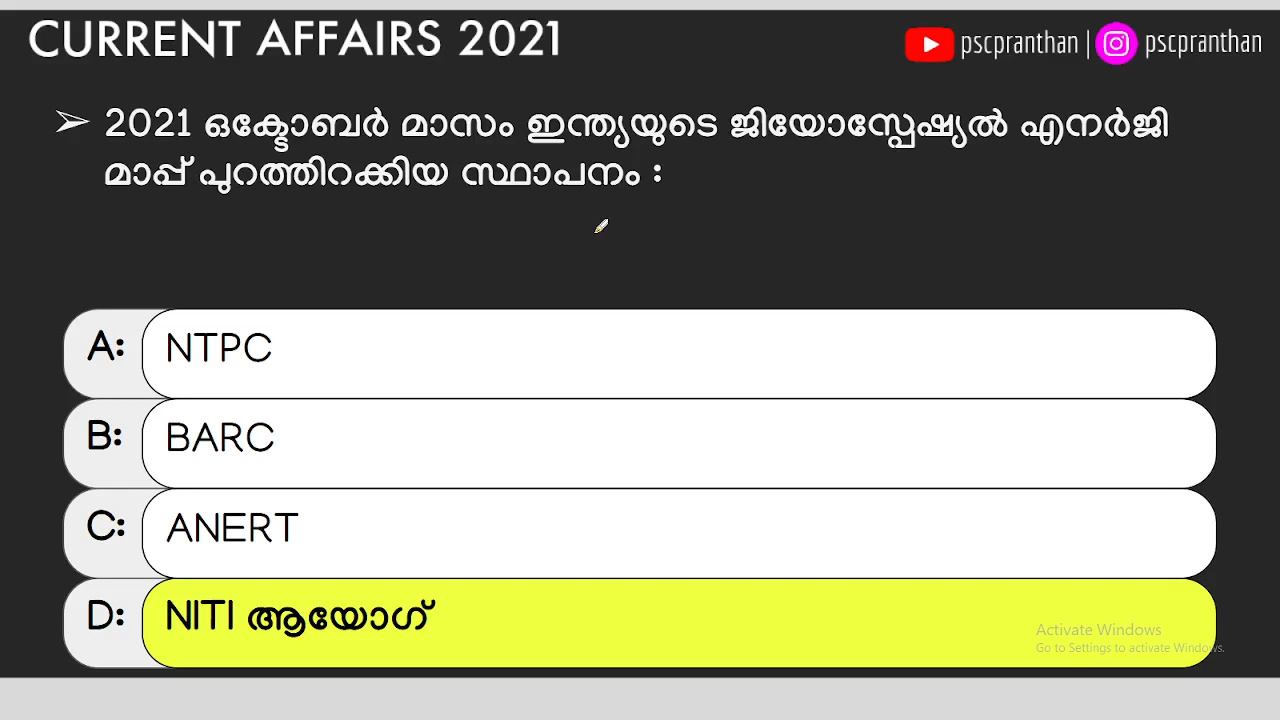 CURRENT AFFAIRS 2021
pscpranthan | pscpranthan
➢ 2021 ഒക്ടോബർ മാസം ഇന്ത്യയുടെ ജിയോസ്പേഷ്യൽ എനർജി
മാപ്പ് പുറത്തിറക്കിയ സ്ഥാപനം :
A: NTPC
B: BARC
C: ANERT
D: NITI ആയോഗ്
Activate Windows
Go to Settings to activate Windows.